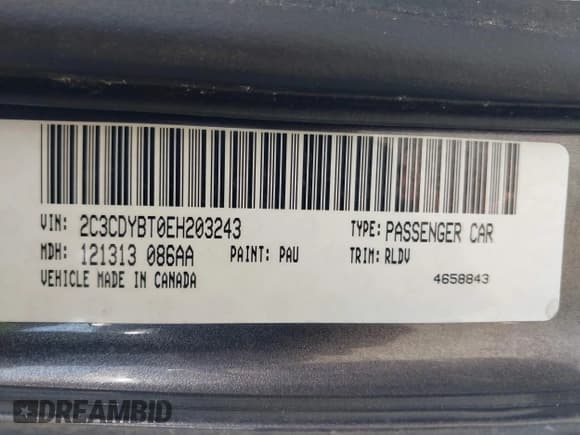 VIN: 2C3CDYBT0EH203243 TYPE: PASSENGER CAR
MDH: 121313 086AA PAINT: PAU TRIM: RLDV
VEHICLE MADE IN CANADA 4658843
DREAMBID